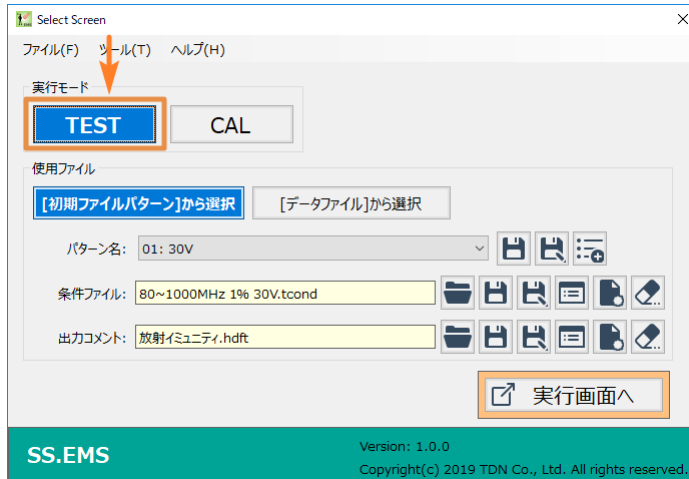 Select Screen
ファイル(F) ツール(T) ヘルプ(H)
実行モード
TEST CAL
使用ファイル
[初期ファイルパターン]から選択 [データファイル]から選択
パターン名: 01: 30V
条件ファイル: 80~1000MHz 1% 30V.tcond
出力コメント: 放射イミュニティ.hdft
実行画面へ
SS.EMS
Version: 1.0.0
Copyright(c) 2019 TDN Co., Ltd. All rights reserved.